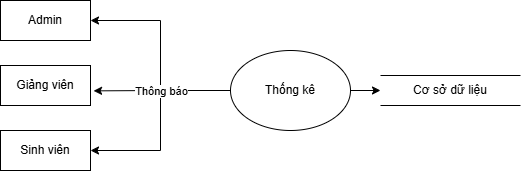 Admin
Giảng viên
Thông báo
Thống kê
Cơ sở dữ liệu
Sinh viên